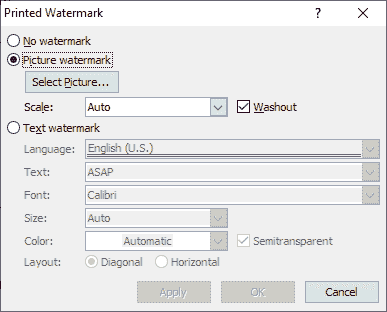 Printed Watermark
No watermark
Picture watermark
Select Picture...
Scale: Auto Washout
Text watermark
Language: English (U.S.)
Text: ASAP
Font: Calibri
Size: Auto
Color: Automatic Semitransparent
Layout: Diagonal Horizontal
Apply OK Cancel